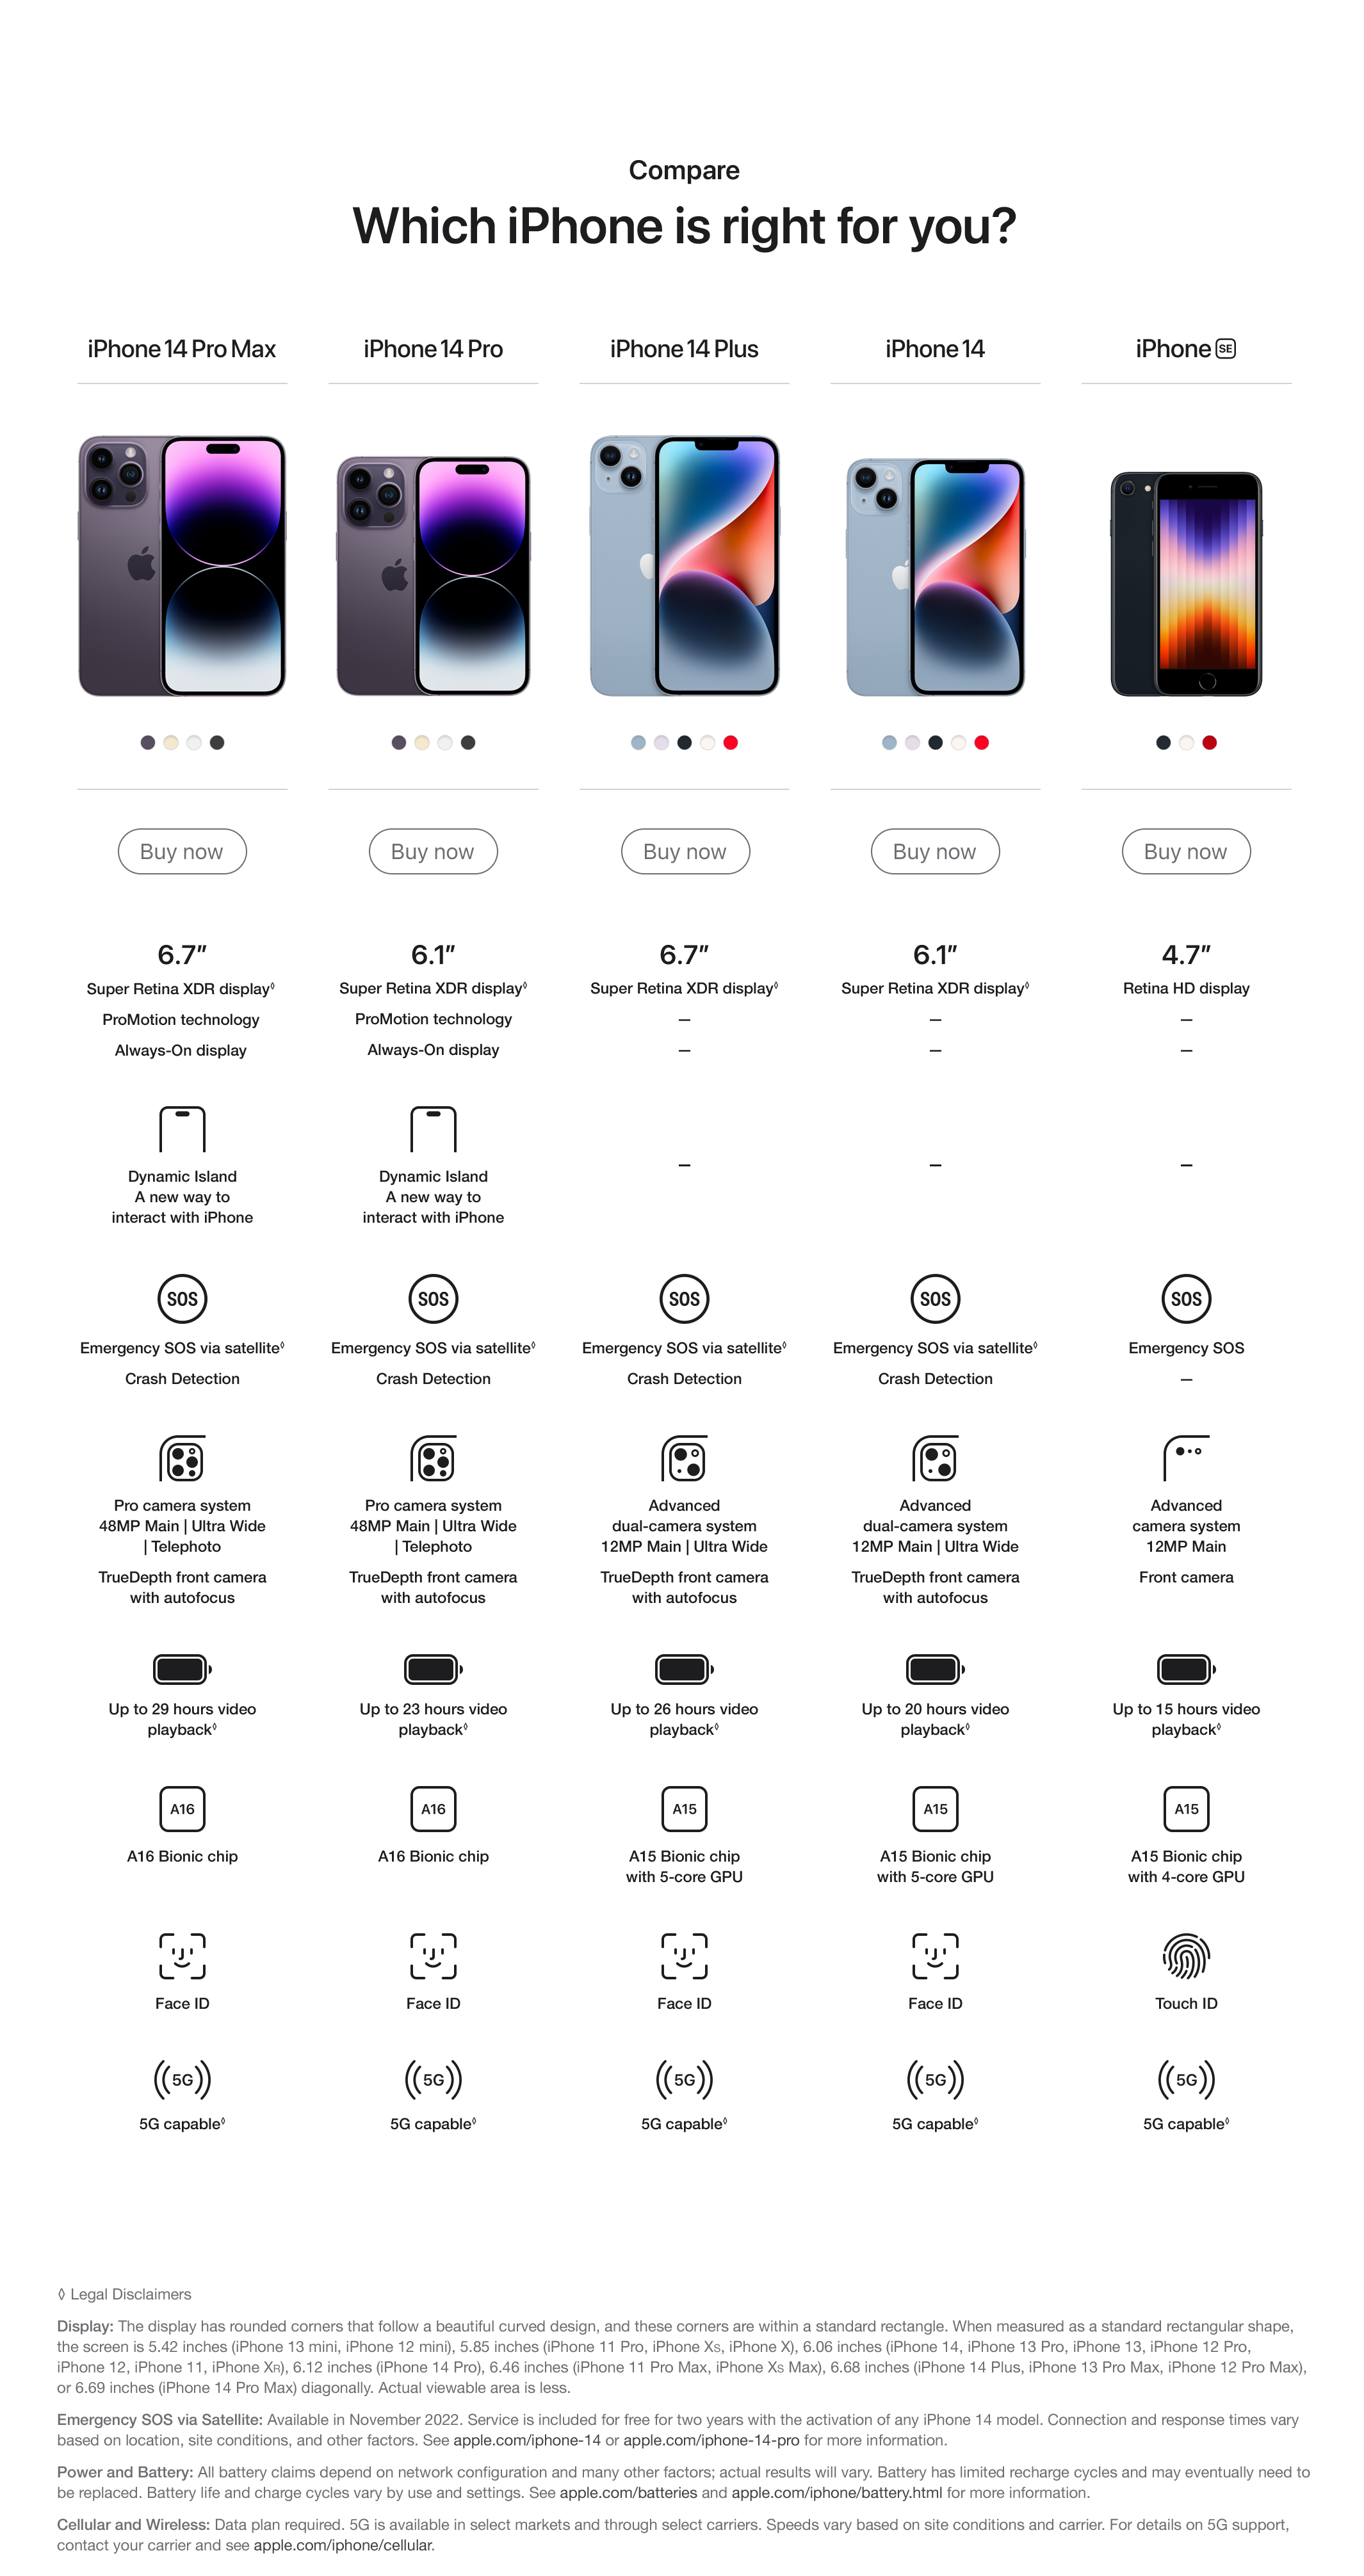 Compare
Which iPhone is right for you?
iPhone 14 Pro Max
iPhone 14 Pro
iPhone 14 Plus
iPhone 14
iPhone SE
Buy now
Buy now
Buy now
Buy now
Buy now
6.7″
6.1″
6.7″
6.1″
4.7″
Super Retina XDR display◊
Super Retina XDR display◊
Super Retina XDR display◊
Super Retina XDR display◊
Retina HD display
ProMotion technology
ProMotion technology
–
–
–
Always-On display
Always-On display
–
–
–
Dynamic Island
A new way to
interact with iPhone
Dynamic Island
A new way to
interact with iPhone
–
–
–
SOS
SOS
SOS
SOS
SOS
Emergency SOS via satellite◊
Emergency SOS via satellite◊
Emergency SOS via satellite◊
Emergency SOS via satellite◊
Emergency SOS
Crash Detection
Crash Detection
Crash Detection
Crash Detection
–
Pro camera system
48MP Main | Ultra Wide
| Telephoto
Pro camera system
48MP Main | Ultra Wide
| Telephoto
Advanced
dual-camera system
12MP Main | Ultra Wide
Advanced
dual-camera system
12MP Main | Ultra Wide
Advanced
camera system
12MP Main
TrueDepth front camera
with autofocus
TrueDepth front camera
with autofocus
TrueDepth front camera
with autofocus
TrueDepth front camera
with autofocus
Front camera
Up to 29 hours video
playback◊
Up to 23 hours video
playback◊
Up to 26 hours video
playback◊
Up to 20 hours video
playback◊
Up to 15 hours video
playback◊
A16
A16
A15
A15
A15
A16 Bionic chip
A16 Bionic chip
A15 Bionic chip
with 5-core GPU
A15 Bionic chip
with 5-core GPU
A15 Bionic chip
with 4-core GPU
Face ID
Face ID
Face ID
Face ID
Touch ID
5G
5G
5G
5G
5G
5G capable◊
5G capable◊
5G capable◊
5G capable◊
5G capable◊
◊ Legal Disclaimers
Display: The display has rounded corners that follow a beautiful curved design, and these corners are within a standard rectangle. When measured as a standard rectangular shape,
the screen is 5.42 inches (iPhone 13 mini, iPhone 12 mini), 5.85 inches (iPhone 11 Pro, iPhone XS, iPhone X), 6.06 inches (iPhone 14, iPhone 13 Pro, iPhone 13, iPhone 12 Pro,
iPhone 12, iPhone 11, iPhone XR), 6.12 inches (iPhone 14 Pro), 6.46 inches (iPhone 11 Pro Max, iPhone XS Max), 6.68 inches (iPhone 14 Plus, iPhone 13 Pro Max, iPhone 12 Pro Max),
or 6.69 inches (iPhone 14 Pro Max) diagonally. Actual viewable area is less.
Emergency SOS via Satellite: Available in November 2022. Service is included for free for two years with the activation of any iPhone 14 model. Connection and response times vary
based on location, site conditions, and other factors. See apple.com/iphone-14 or apple.com/iphone-14-pro for more information.
Power and Battery: All battery claims depend on network configuration and many other factors; actual results will vary. Battery has limited recharge cycles and may eventually need to
be replaced. Battery life and charge cycles vary by use and settings. See apple.com/batteries and apple.com/iphone/battery.html for more information.
Cellular and Wireless: Data plan required. 5G is available in select markets and through select carriers. Speeds vary based on site conditions and carrier. For details on 5G support,
contact your carrier and see apple.com/iphone/cellular.